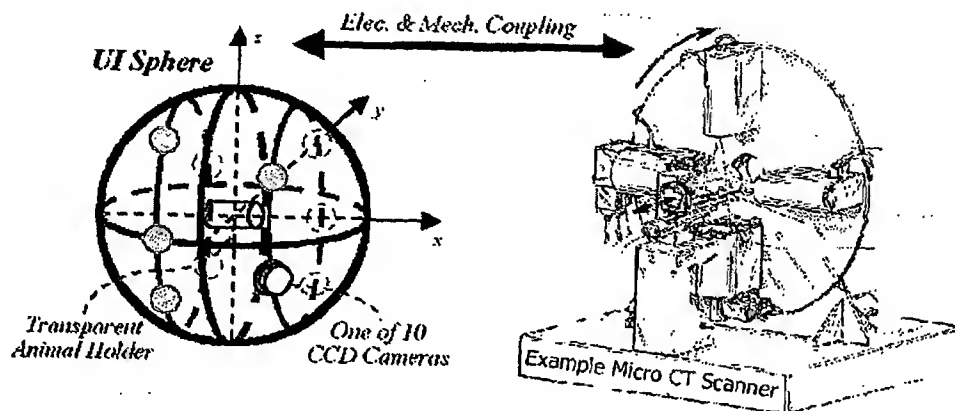 Elec. & Mech. Coupling
UI Sphere
z
y
x
Transparent
Animal Holder
One of 10
CCD Cameras
Example Micro CT Scanner